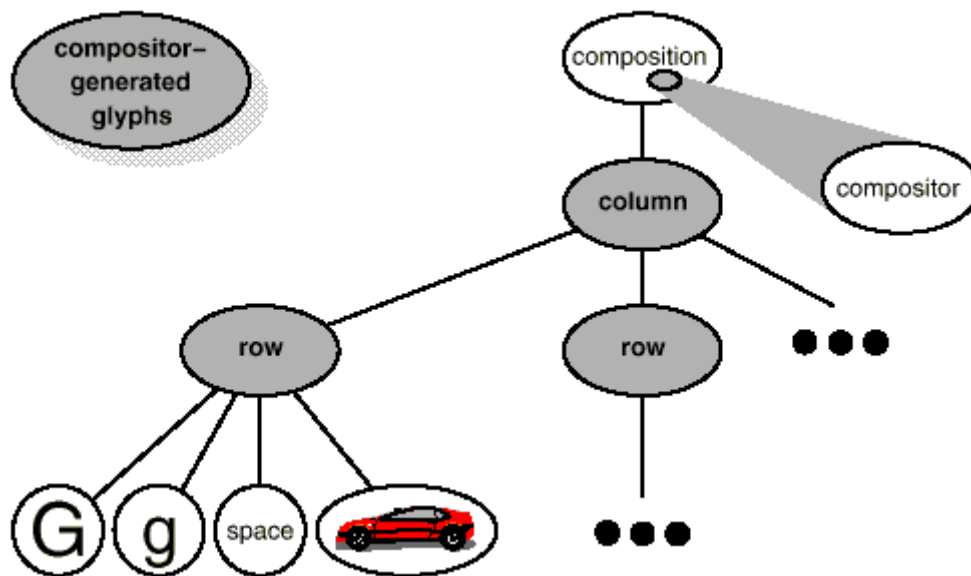 compositor–
generated
glyphs
composition
compositor
column
row
row
G
g
space